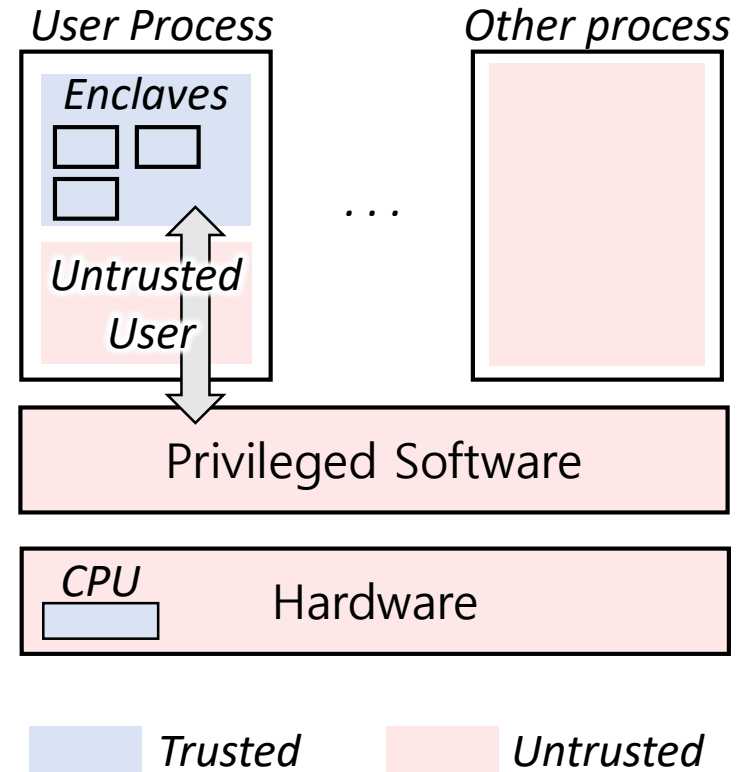 User Process
Other process
Enclaves
. . .
Untrusted
User
Privileged Software
CPU
Hardware
Trusted
Untrusted